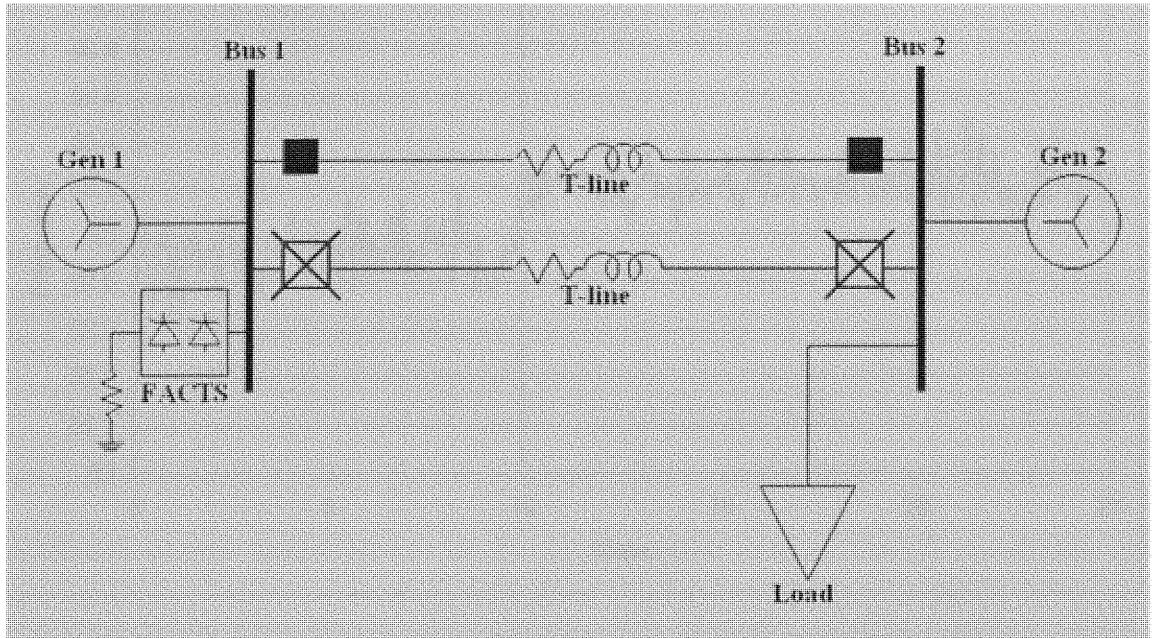 Bus 1
Bus 2
Gen 1
Gen 2
T-line
T-line
FACTS
Load